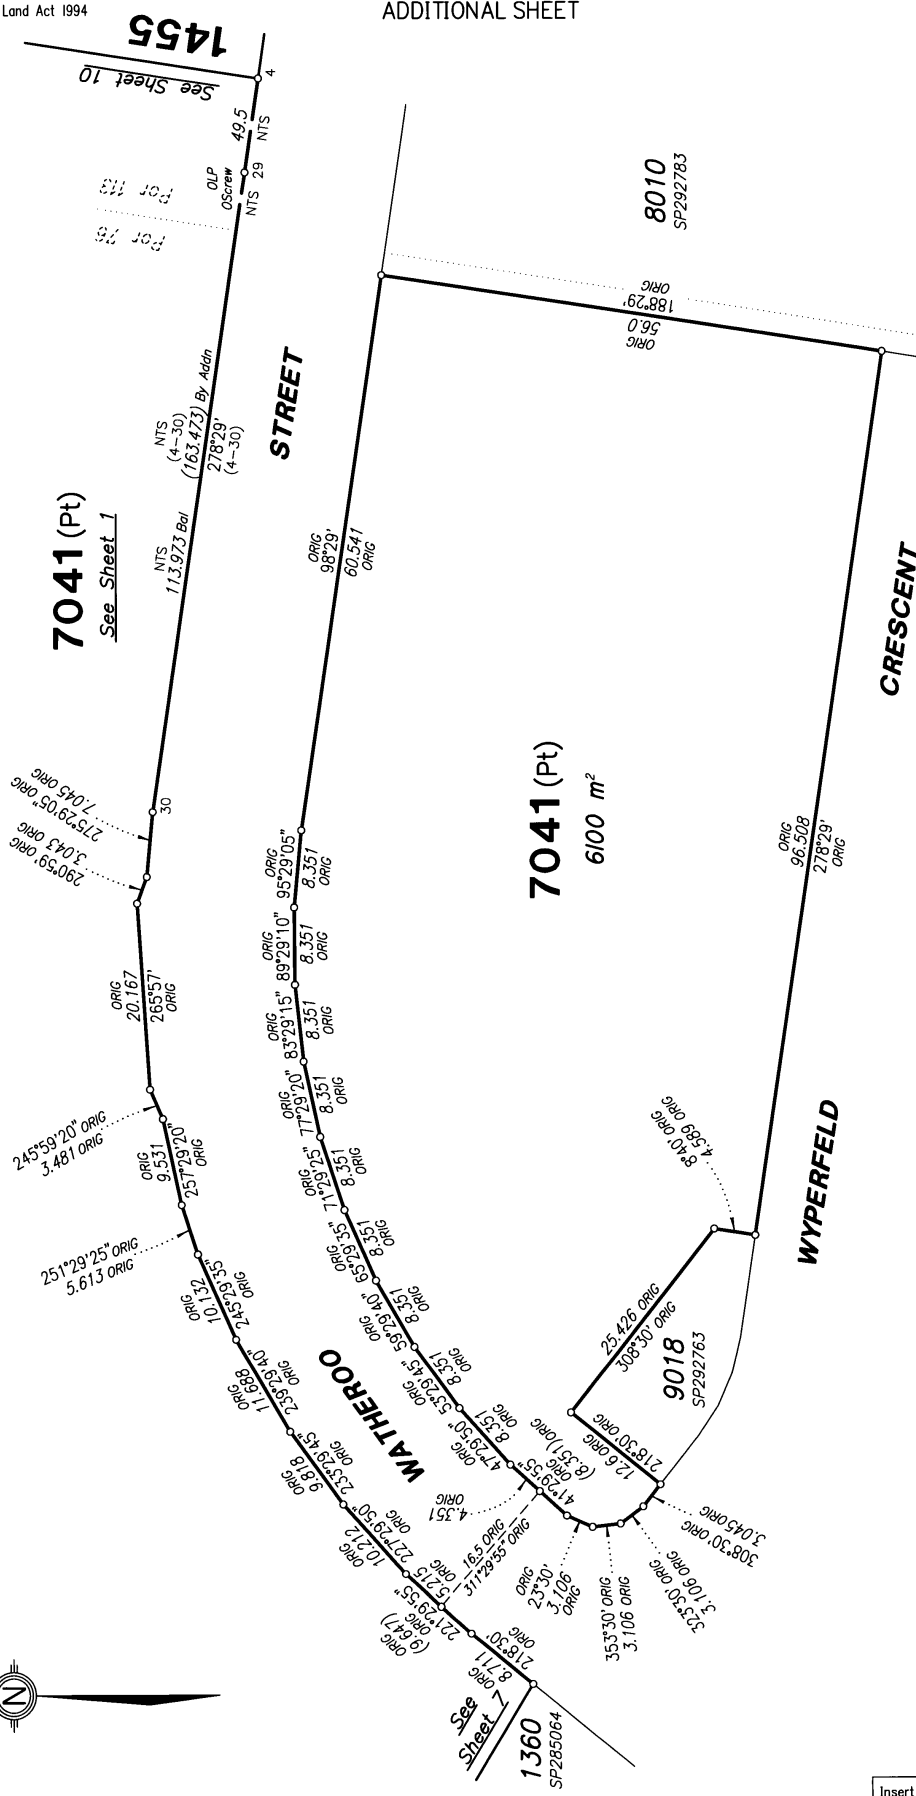 Land Act 1994
ADDITIONAL SHEET
1455
See Sheet 10
4
49.5
NTS
29
OLP
OScrew
NTS
Por 113
Por 76
8010
SP292783
ORIG
188°29'
56.0
ORIG
STREET
NTS
(4–30)
(163.473) By Addn
278°29'
(4–30)
7041 (Pt)
See Sheet 1
NTS
113.973 Bal
ORIG
98°29'
60.541
ORIG
CRESCENT
7041 (Pt)
6100 m²
30
275°29'05" ORIG
7.045 ORIG
290°59' ORIG
3.043 ORIG
ORIG
96.508
278°29'
ORIG
ORIG
95°29'05"
8.351
ORIG
ORIG
89°29'10"
8.351
ORIG
ORIG
83°29'15"
8.351
ORIG
ORIG
77°29'20"
8.351
ORIG
ORIG
71°29'25"
8.351
ORIG
ORIG
65°29'35"
8.351
ORIG
ORIG
59°29'40"
8.351
ORIG
ORIG
53°29'45"
8.351
ORIG
ORIG
47°29'50"
8.351
ORIG
ORIG
20.167
265°57'
ORIG
245°59'20" ORIG
3.481 ORIG
ORIG
9.531
257°29'20"
ORIG
251°29'25" ORIG
5.613 ORIG
ORIG
10.132
245°29'35"
ORIG
ORIG
11.688
239°29'40"
ORIG
ORIG
9.818
233°29'45"
ORIG
ORIG
10.212
227°29'50"
ORIG
WATHEROO
8°40' ORIG
4.589 ORIG
WYPERFELD
25.426 ORIG
308°30' ORIG
9018
SP292763
218°30' ORIG
12.6 ORIG
41°29'55"
ORIG
(8.351) ORIG
4.351
ORIG
16.5 ORIG
311°29'55" ORIG
ORIG
5.215
221°29'55"
ORIG
(9.647)
ORIG
ORIG
23°30'
3.106
ORIG
353°30' ORIG
3.106 ORIG
323°30' ORIG
3.106 ORIG
308°30' ORIG
3.045 ORIG
218°30'
ORIG
8.711
ORIG
See
Sheet 7
1360
SP285064
N
Insert